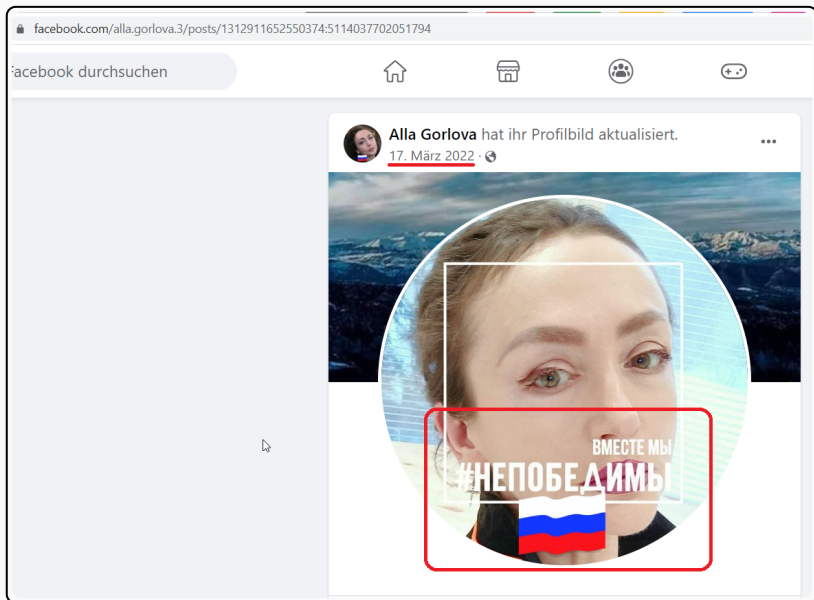 facebook.com/alla.gorlova.3/posts/1312911652550374:5114037702051794
Facebook durchsuchen
Alla Gorlova hat ihr Profilbild aktualisiert.
17. März 2022 ·
ВМЕСТЕ МЫ
#НЕПОБЕДИМЫ